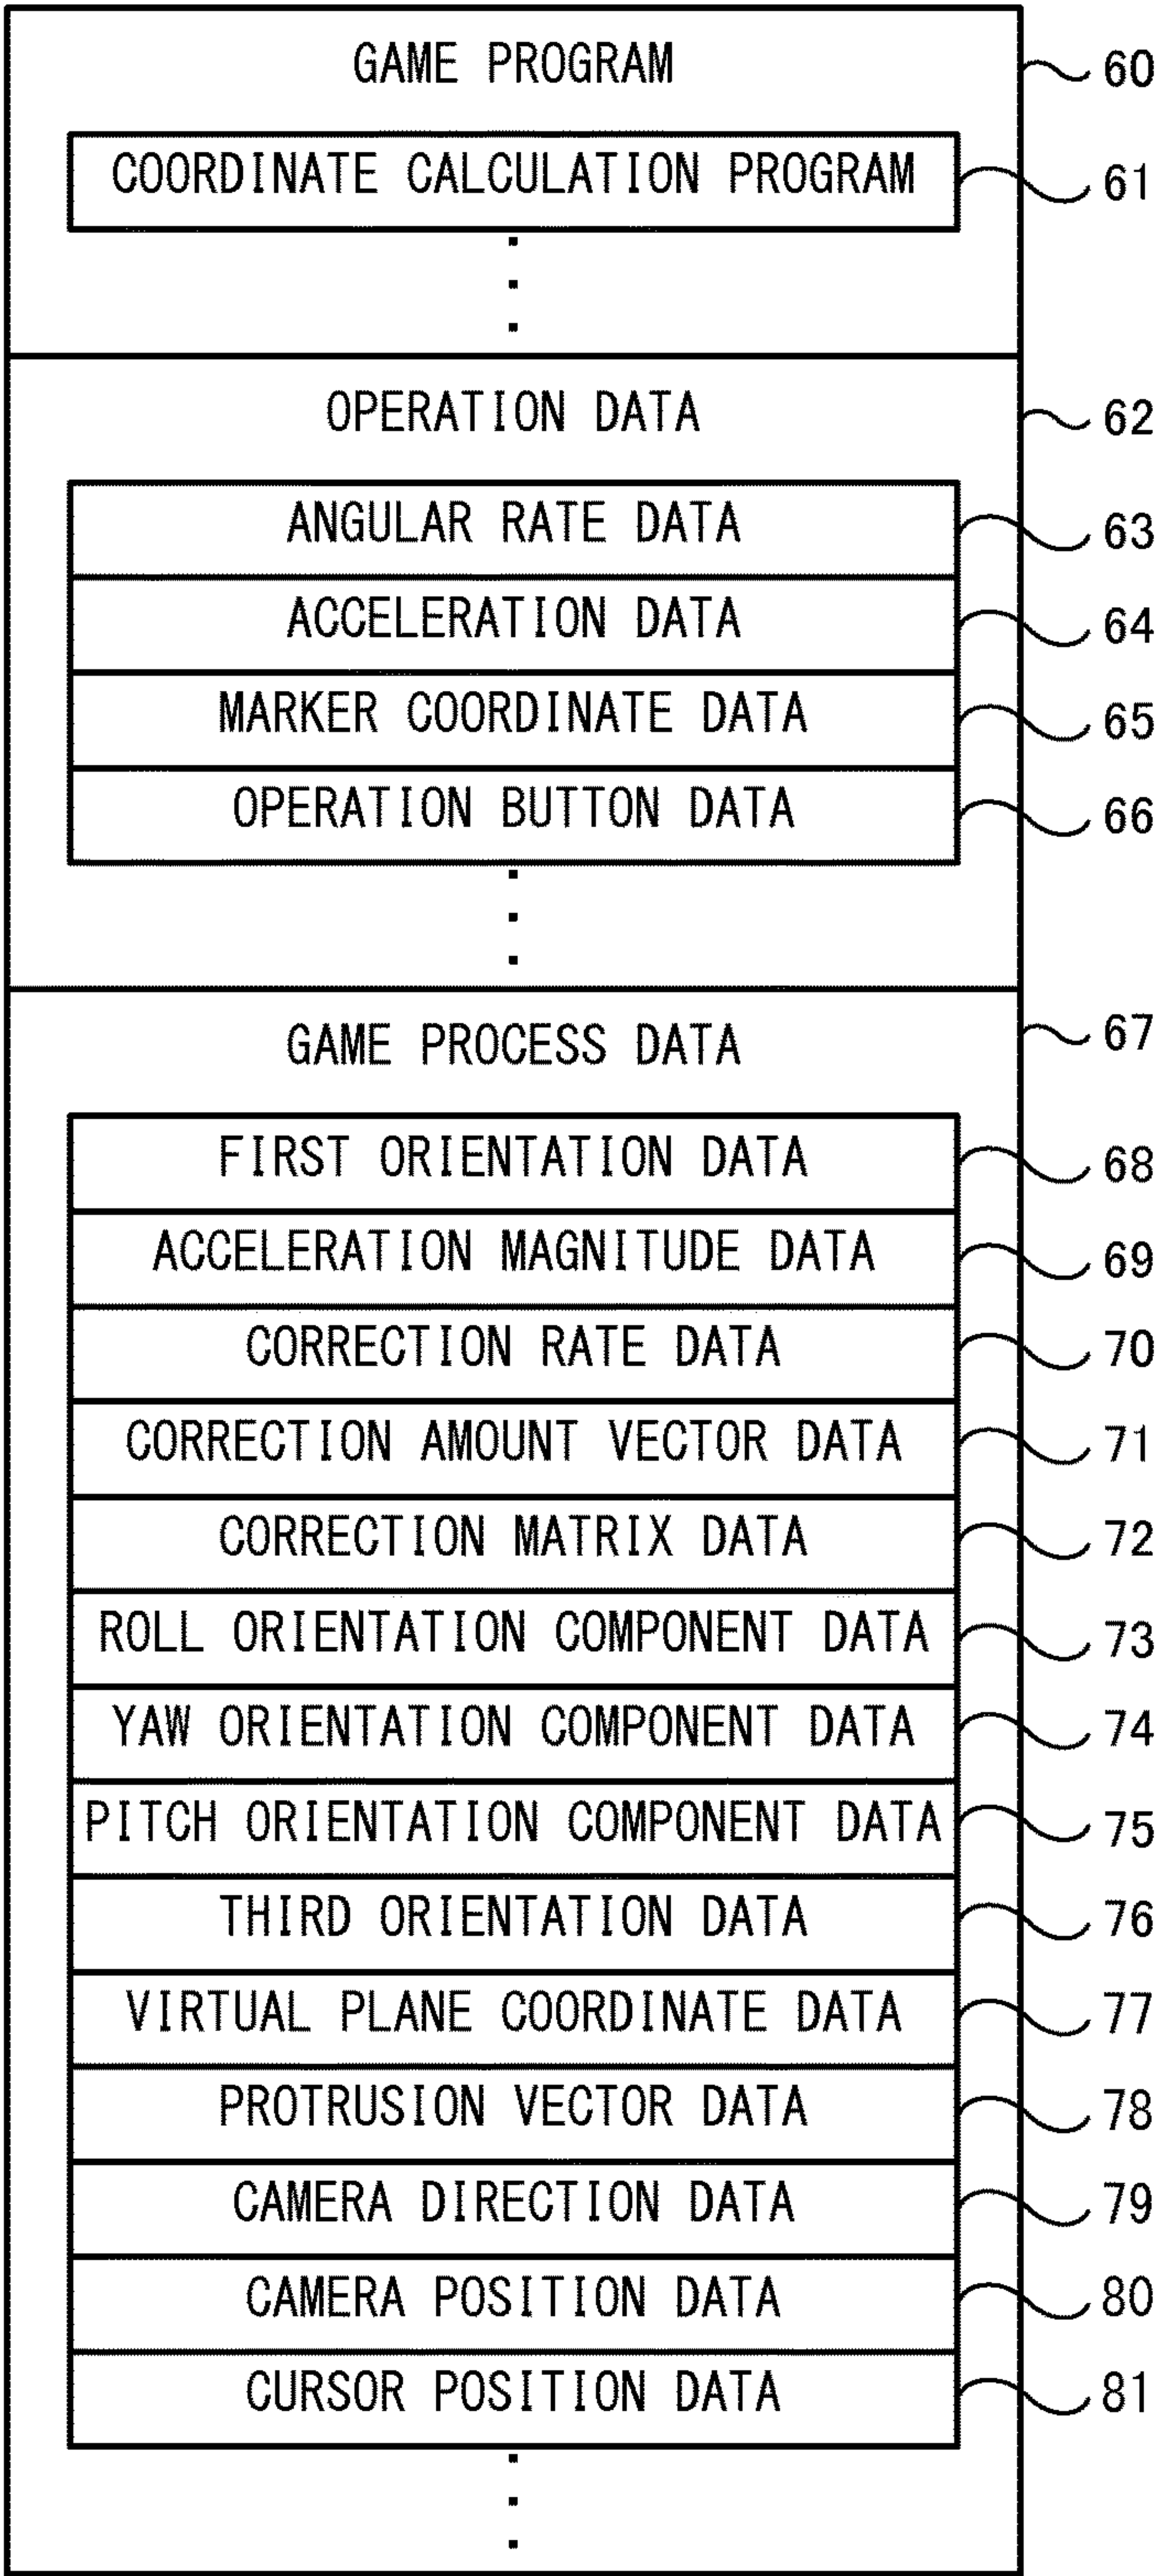 GAME PROGRAM 60
COORDINATE CALCULATION PROGRAM 61
OPERATION DATA 62
ANGULAR RATE DATA 63
ACCELERATION DATA 64
MARKER COORDINATE DATA 65
OPERATION BUTTON DATA 66
GAME PROCESS DATA 67
FIRST ORIENTATION DATA 68
ACCELERATION MAGNITUDE DATA 69
CORRECTION RATE DATA 70
CORRECTION AMOUNT VECTOR DATA 71
CORRECTION MATRIX DATA 72
ROLL ORIENTATION COMPONENT DATA 73
YAW ORIENTATION COMPONENT DATA 74
PITCH ORIENTATION COMPONENT DATA 75
THIRD ORIENTATION DATA 76
VIRTUAL PLANE COORDINATE DATA 77
PROTRUSION VECTOR DATA 78
CAMERA DIRECTION DATA 79
CAMERA POSITION DATA 80
CURSOR POSITION DATA 81